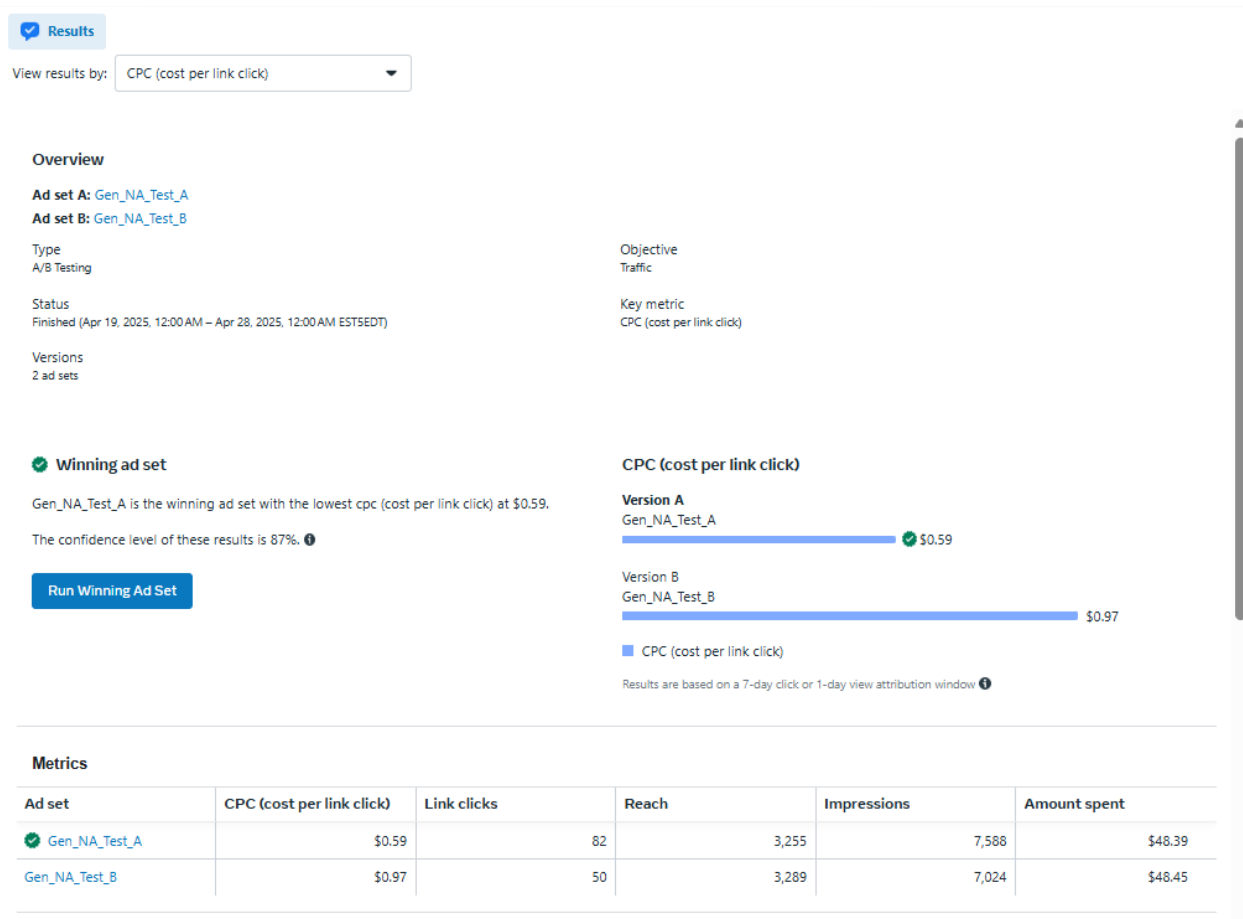 Results
View results by: CPC (cost per link click)
Overview
Ad set A: Gen_NA_Test_A
Ad set B: Gen_NA_Test_B
Type
A/B Testing
Objective
Traffic
Status
Finished (Apr 19, 2025, 12:00 AM – Apr 28, 2025, 12:00 AM EST5EDT)
Key metric
CPC (cost per link click)
Versions
2 ad sets
Winning ad set
Gen_NA_Test_A is the winning ad set with the lowest cpc (cost per link click) at $0.59.
The confidence level of these results is 87%.
Run Winning Ad Set
CPC (cost per link click)
Version A
Gen_NA_Test_A
$0.59
Version B
Gen_NA_Test_B
$0.97
CPC (cost per link click)
Results are based on a 7-day click or 1-day view attribution window
Metrics
Ad set CPC (cost per link click) Link clicks Reach Impressions Amount spent
Gen_NA_Test_A $0.59 82 3,255 7,588 $48.39
Gen_NA_Test_B $0.97 50 3,289 7,024 $48.45